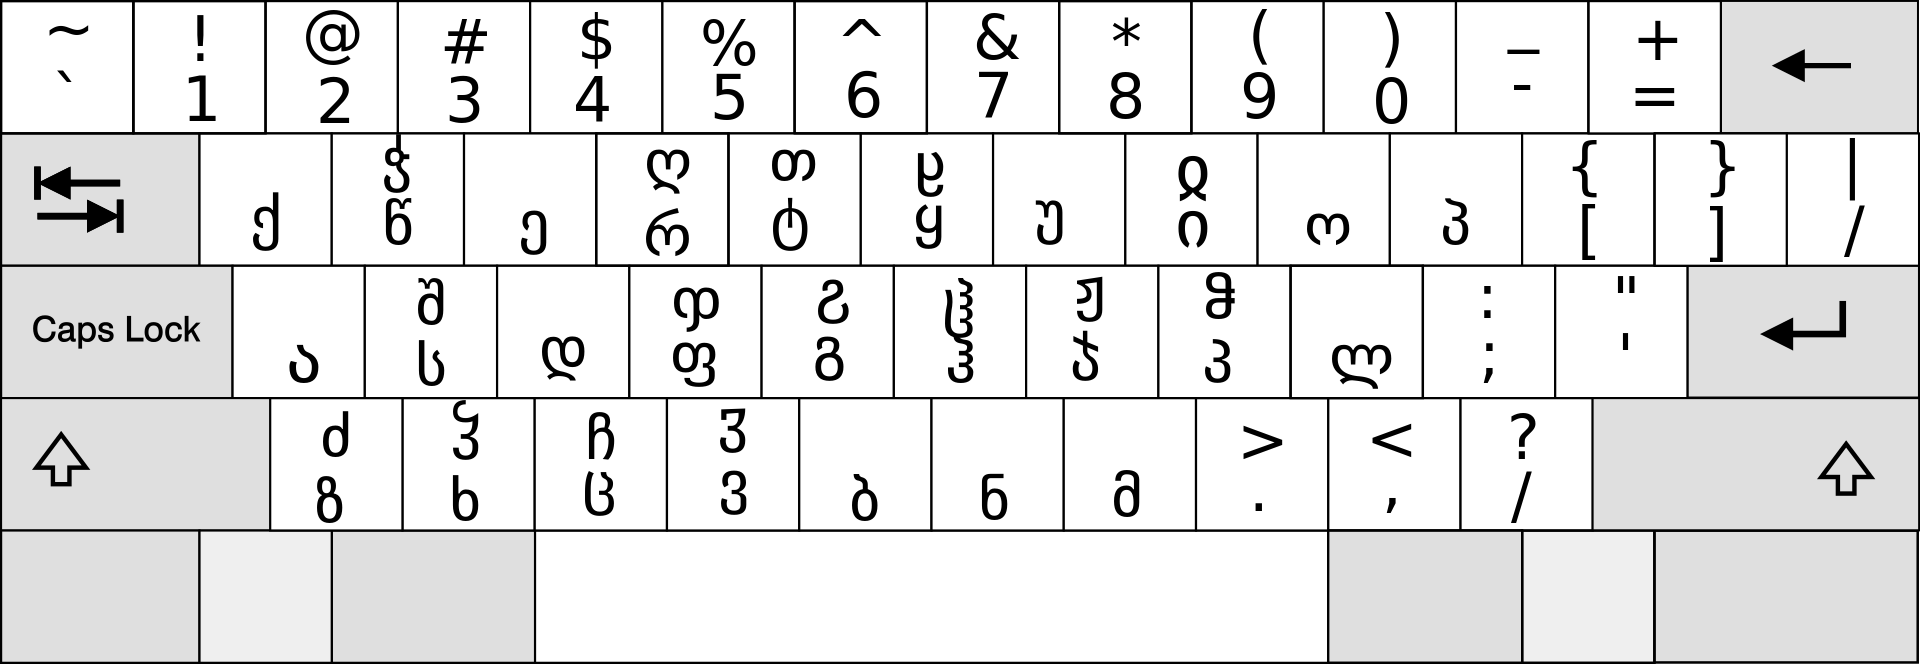 ~ ! @ # $ % ^ & * ( ) _ +
` 1 2 3 4 5 6 7 8 9 0 - =
ჭ ღ თ ჸ ჲ { } |
ქ წ ე რ ტ ყ უ ი ო პ [ ] /
შ ფ ჹ ჵ ჟ ჺ : "
Caps Lock ა ს დ ფ გ ჰ ჯ კ ლ ; '
ძ ჴ ჩ ჳ > < ?
ზ ხ ც ვ ბ ნ მ . , /